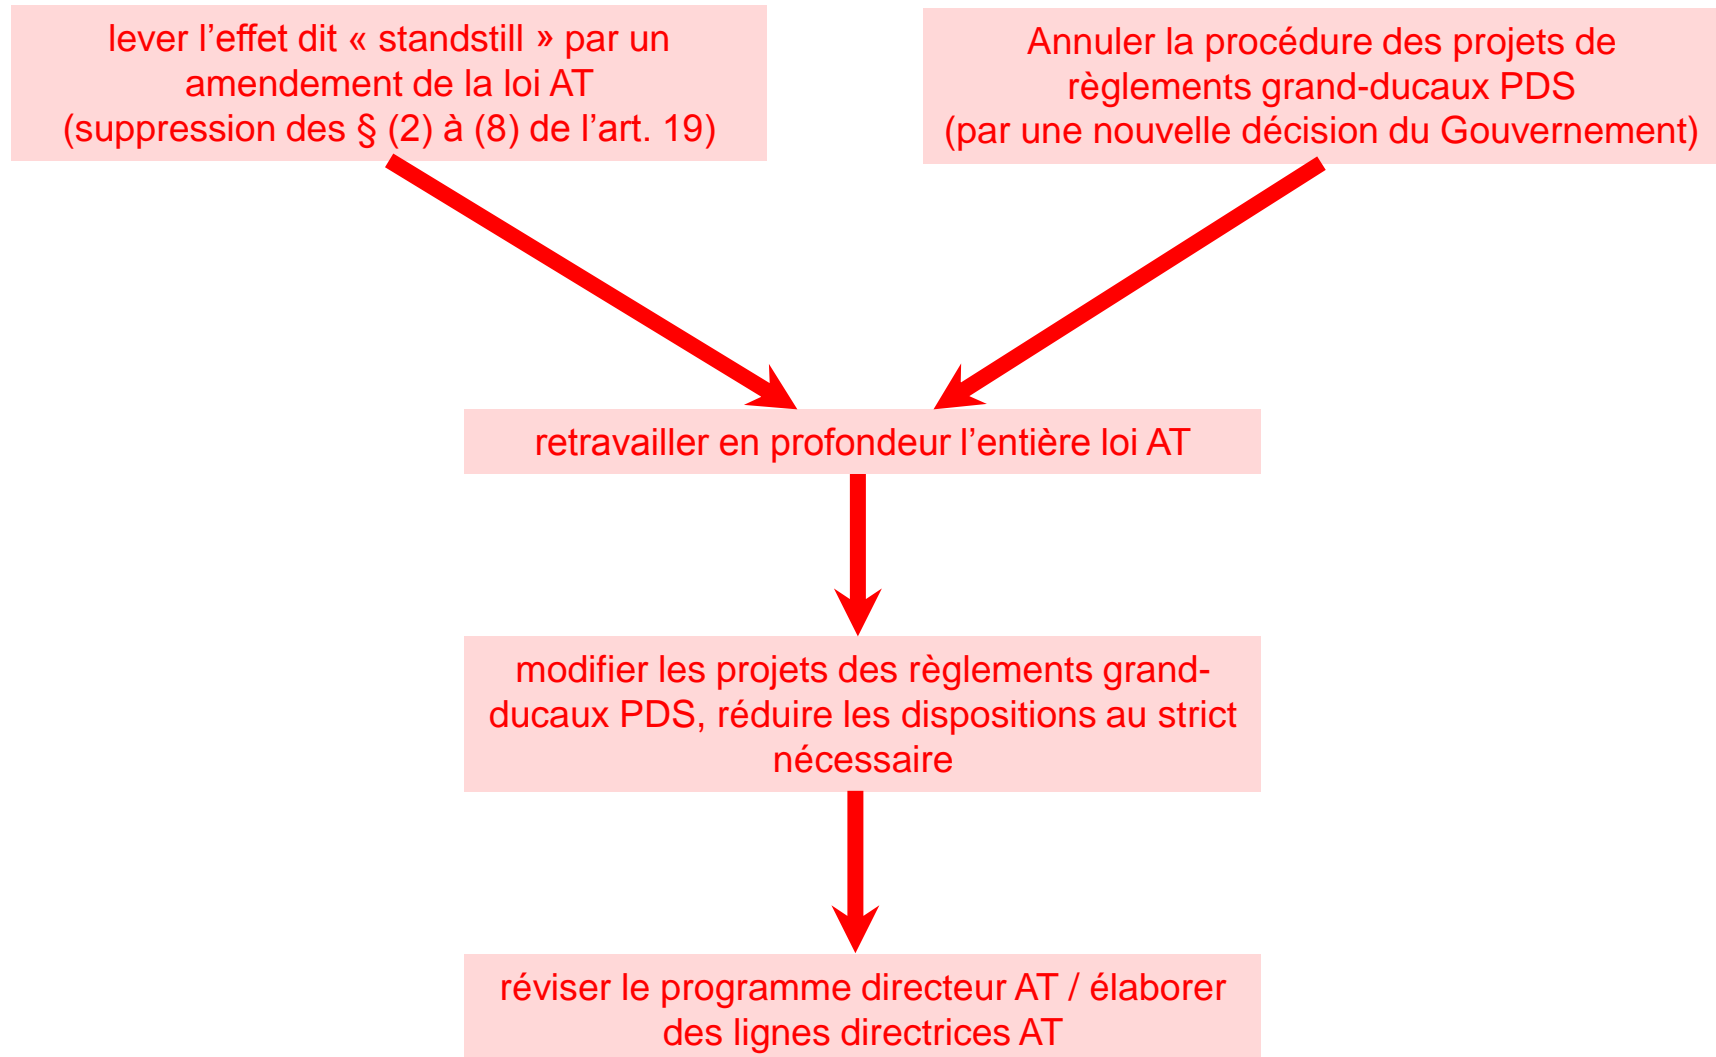 lever l’effet dit « standstill » par un
amendement de la loi AT
(suppression des § (2) à (8) de l’art. 19)
Annuler la procédure des projets de
règlements grand-ducaux PDS
(par une nouvelle décision du Gouvernement)
retravailler en profondeur l’entière loi AT
modifier les projets des règlements grand-
ducaux PDS, réduire les dispositions au strict
nécessaire
réviser le programme directeur AT / élaborer
des lignes directrices AT